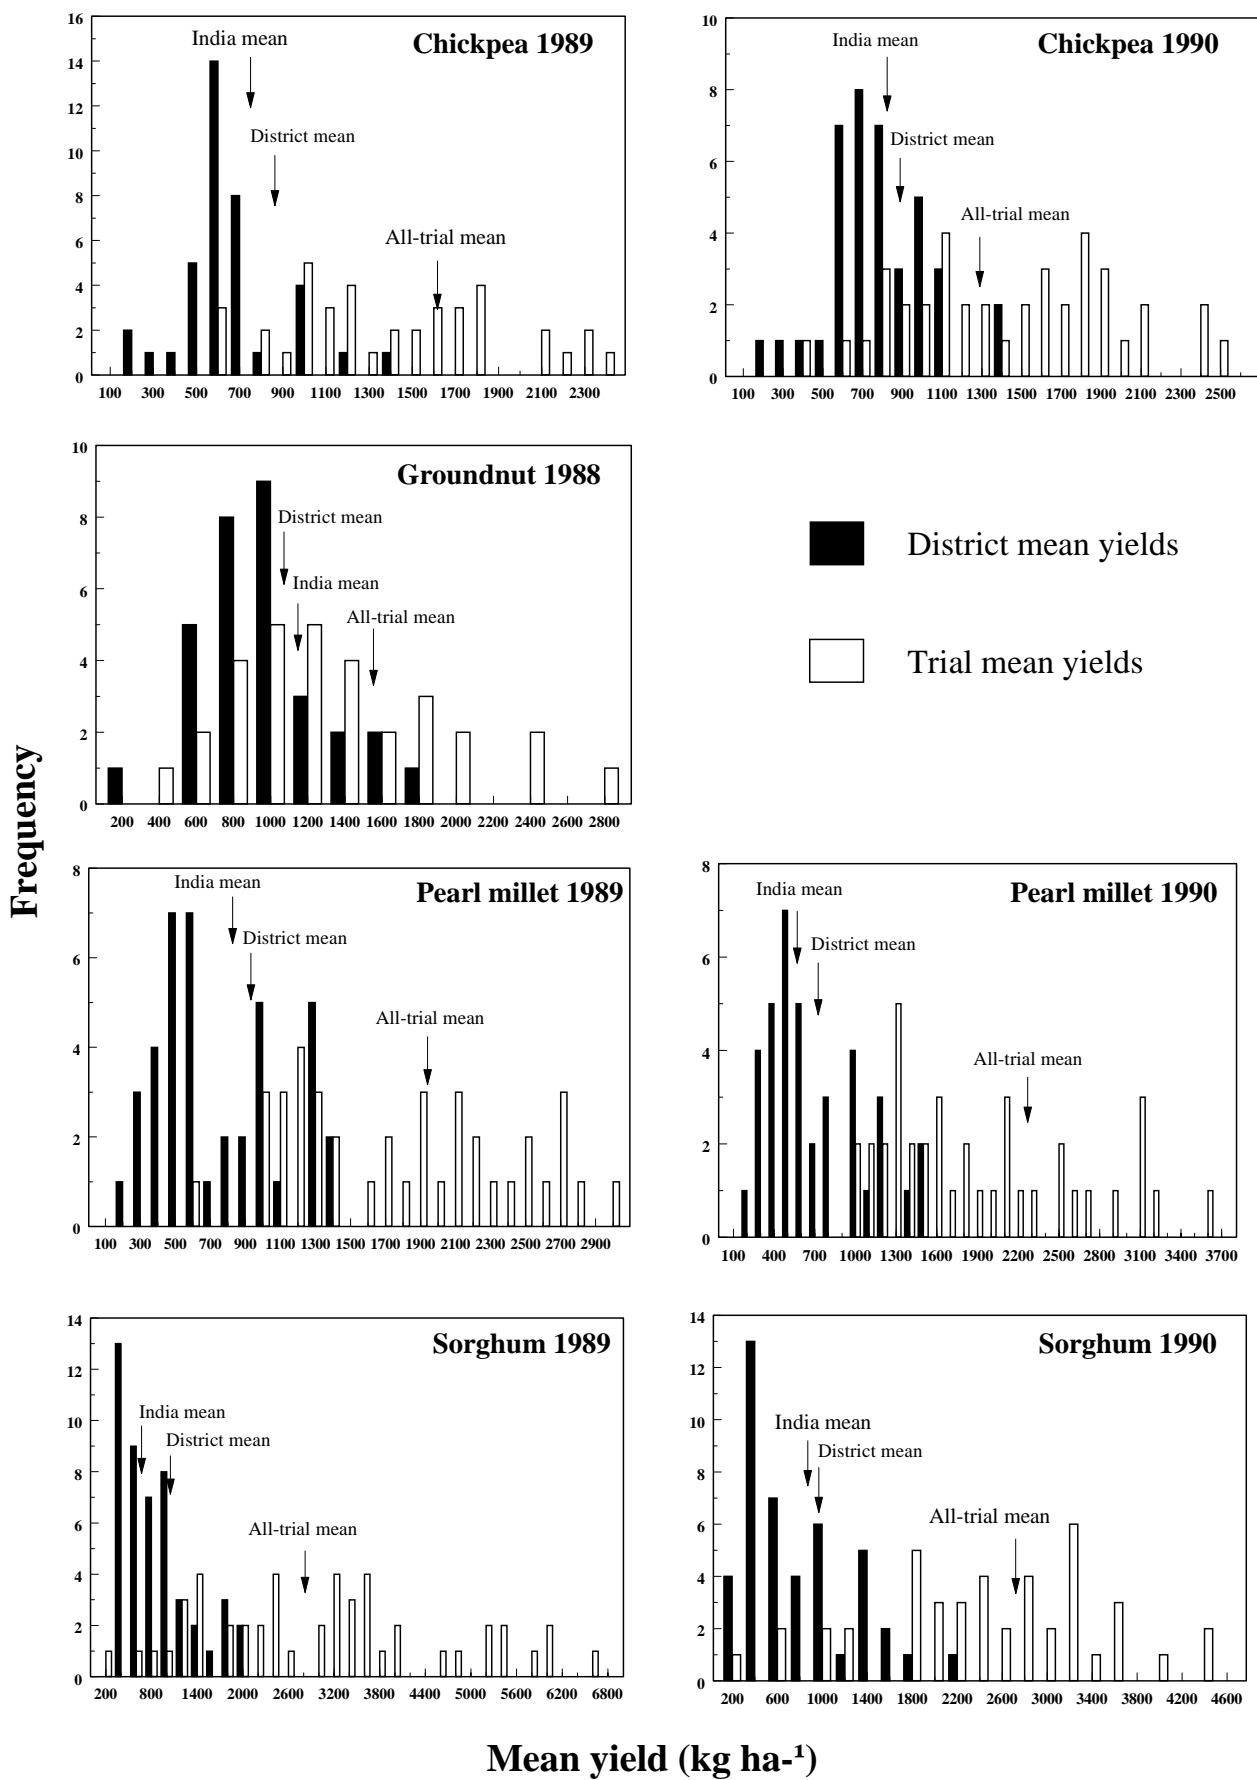 Chickpea 1989
India mean
District mean
All-trial mean
16
14
12
10
8
6
4
2
0
100 300 500 700 900 1100 1300 1500 1700 1900 2100 2300
Chickpea 1990
India mean
District mean
All-trial mean
10
8
6
4
2
0
100 300 500 700 900 1100 1300 1500 1700 1900 2100 2300 2500
Groundnut 1988
District mean
India mean
All-trial mean
10
8
6
4
2
0
200 400 600 800 1000 1200 1400 1600 1800 2000 2200 2400 2600 2800
District mean yields
Trial mean yields
Frequency
Pearl millet 1989
India mean
District mean
All-trial mean
8
6
4
2
0
100 300 500 700 900 1100 1300 1500 1700 1900 2100 2300 2500 2700 2900
Pearl millet 1990
India mean
District mean
All-trial mean
8
6
4
2
0
100 400 700 1000 1300 1600 1900 2200 2500 2800 3100 3400 3700
Sorghum 1989
India mean
District mean
All-trial mean
14
12
10
8
6
4
2
0
200 800 1400 2000 2600 3200 3800 4400 5000 5600 6200 6800
Sorghum 1990
India mean
District mean
All-trial mean
14
12
10
8
6
4
2
0
200 600 1000 1400 1800 2200 2600 3000 3400 3800 4200 4600
Mean yield (kg ha-¹)